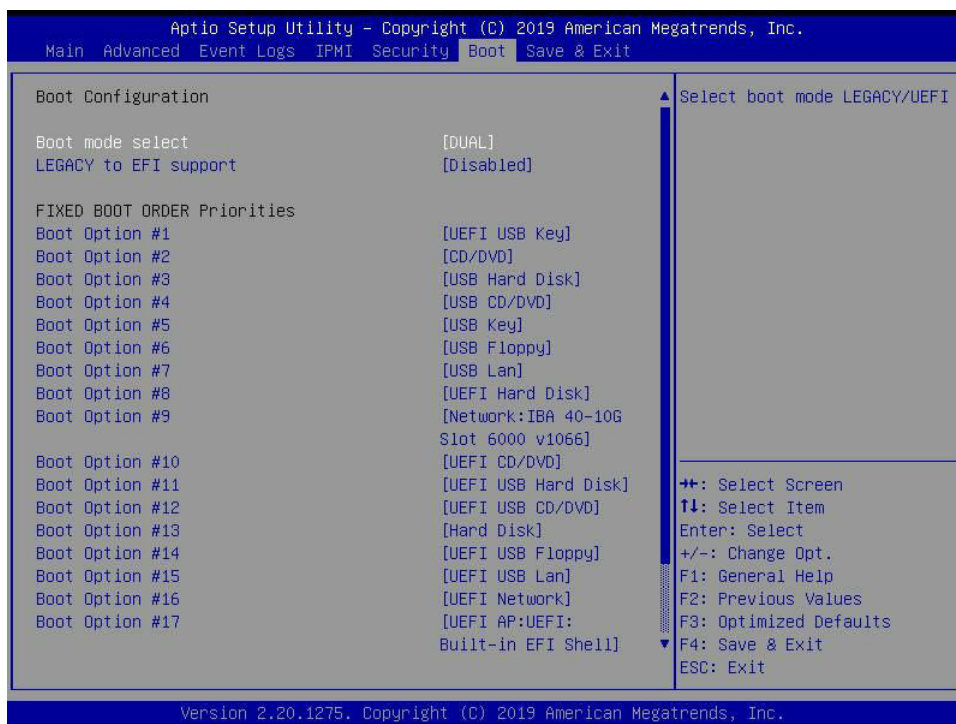 Aptio Setup Utility – Copyright (C) 2019 American Megatrends, Inc.
Main Advanced Event Logs IPMI Security Boot Save & Exit
Boot Configuration
Boot mode select [DUAL]
LEGACY to EFI support [Disabled]
FIXED BOOT ORDER Priorities
Boot Option #1 [UEFI USB Key]
Boot Option #2 [CD/DVD]
Boot Option #3 [USB Hard Disk]
Boot Option #4 [USB CD/DVD]
Boot Option #5 [USB Key]
Boot Option #6 [USB Floppy]
Boot Option #7 [USB Lan]
Boot Option #8 [UEFI Hard Disk]
Boot Option #9 [Network:IBA 40-10G
Slot 6000 v1066]
Boot Option #10 [UEFI CD/DVD]
Boot Option #11 [UEFI USB Hard Disk]
Boot Option #12 [UEFI USB CD/DVD]
Boot Option #13 [Hard Disk]
Boot Option #14 [UEFI USB Floppy]
Boot Option #15 [UEFI USB Lan]
Boot Option #16 [UEFI Network]
Boot Option #17 [UEFI AP:UEFI:
Built-in EFI Shell]
Select boot mode LEGACY/UEFI
→←: Select Screen
↑↓: Select Item
Enter: Select
+/-: Change Opt.
F1: General Help
F2: Previous Values
F3: Optimized Defaults
F4: Save & Exit
ESC: Exit
Version 2.20.1275. Copyright (C) 2019 American Megatrends, Inc.